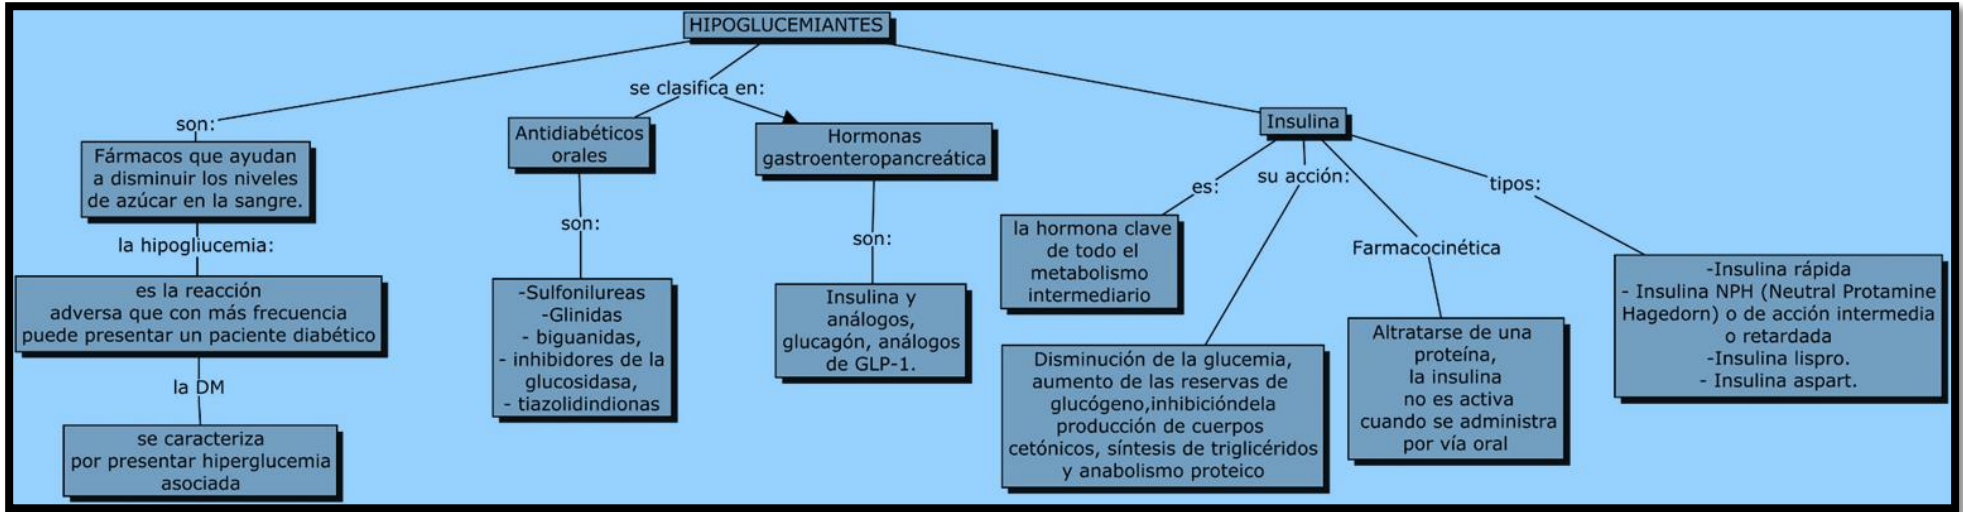 HIPOGLUCEMIANTES
son:
Fármacos que ayudan
a disminuir los niveles
de azúcar en la sangre.
la hipogliucemia:
es la reacción
adversa que con más frecuencia
puede presentar un paciente diabético
la DM
se caracteriza
por presentar hiperglucemia
asociada
se clasifica en:
Antidiabéticos
orales
son:
-Sulfonilureas
-Glinidas
- biguanidas,
- inhibidores de la
glucosidasa,
- tiazolidindionas
Hormonas
gastroenteropancreática
son:
Insulina y
análogos,
glucagón, análogos
de GLP-1.
Insulina
es:
la hormona clave
de todo el
metabolismo
intermediario
su acción:
Disminución de la glucemia,
aumento de las reservas de
glucógeno,inhibicióndela
producción de cuerpos
cetónicos, síntesis de triglicéridos
y anabolismo proteico
Farmacocinética
Altratarse de una
proteína,
la insulina
no es activa
cuando se administra
por vía oral
tipos:
-Insulina rápida
- Insulina NPH (Neutral Protamine
Hagedorn) o de acción intermedia
o retardada
-Insulina lispro.
- Insulina aspart.